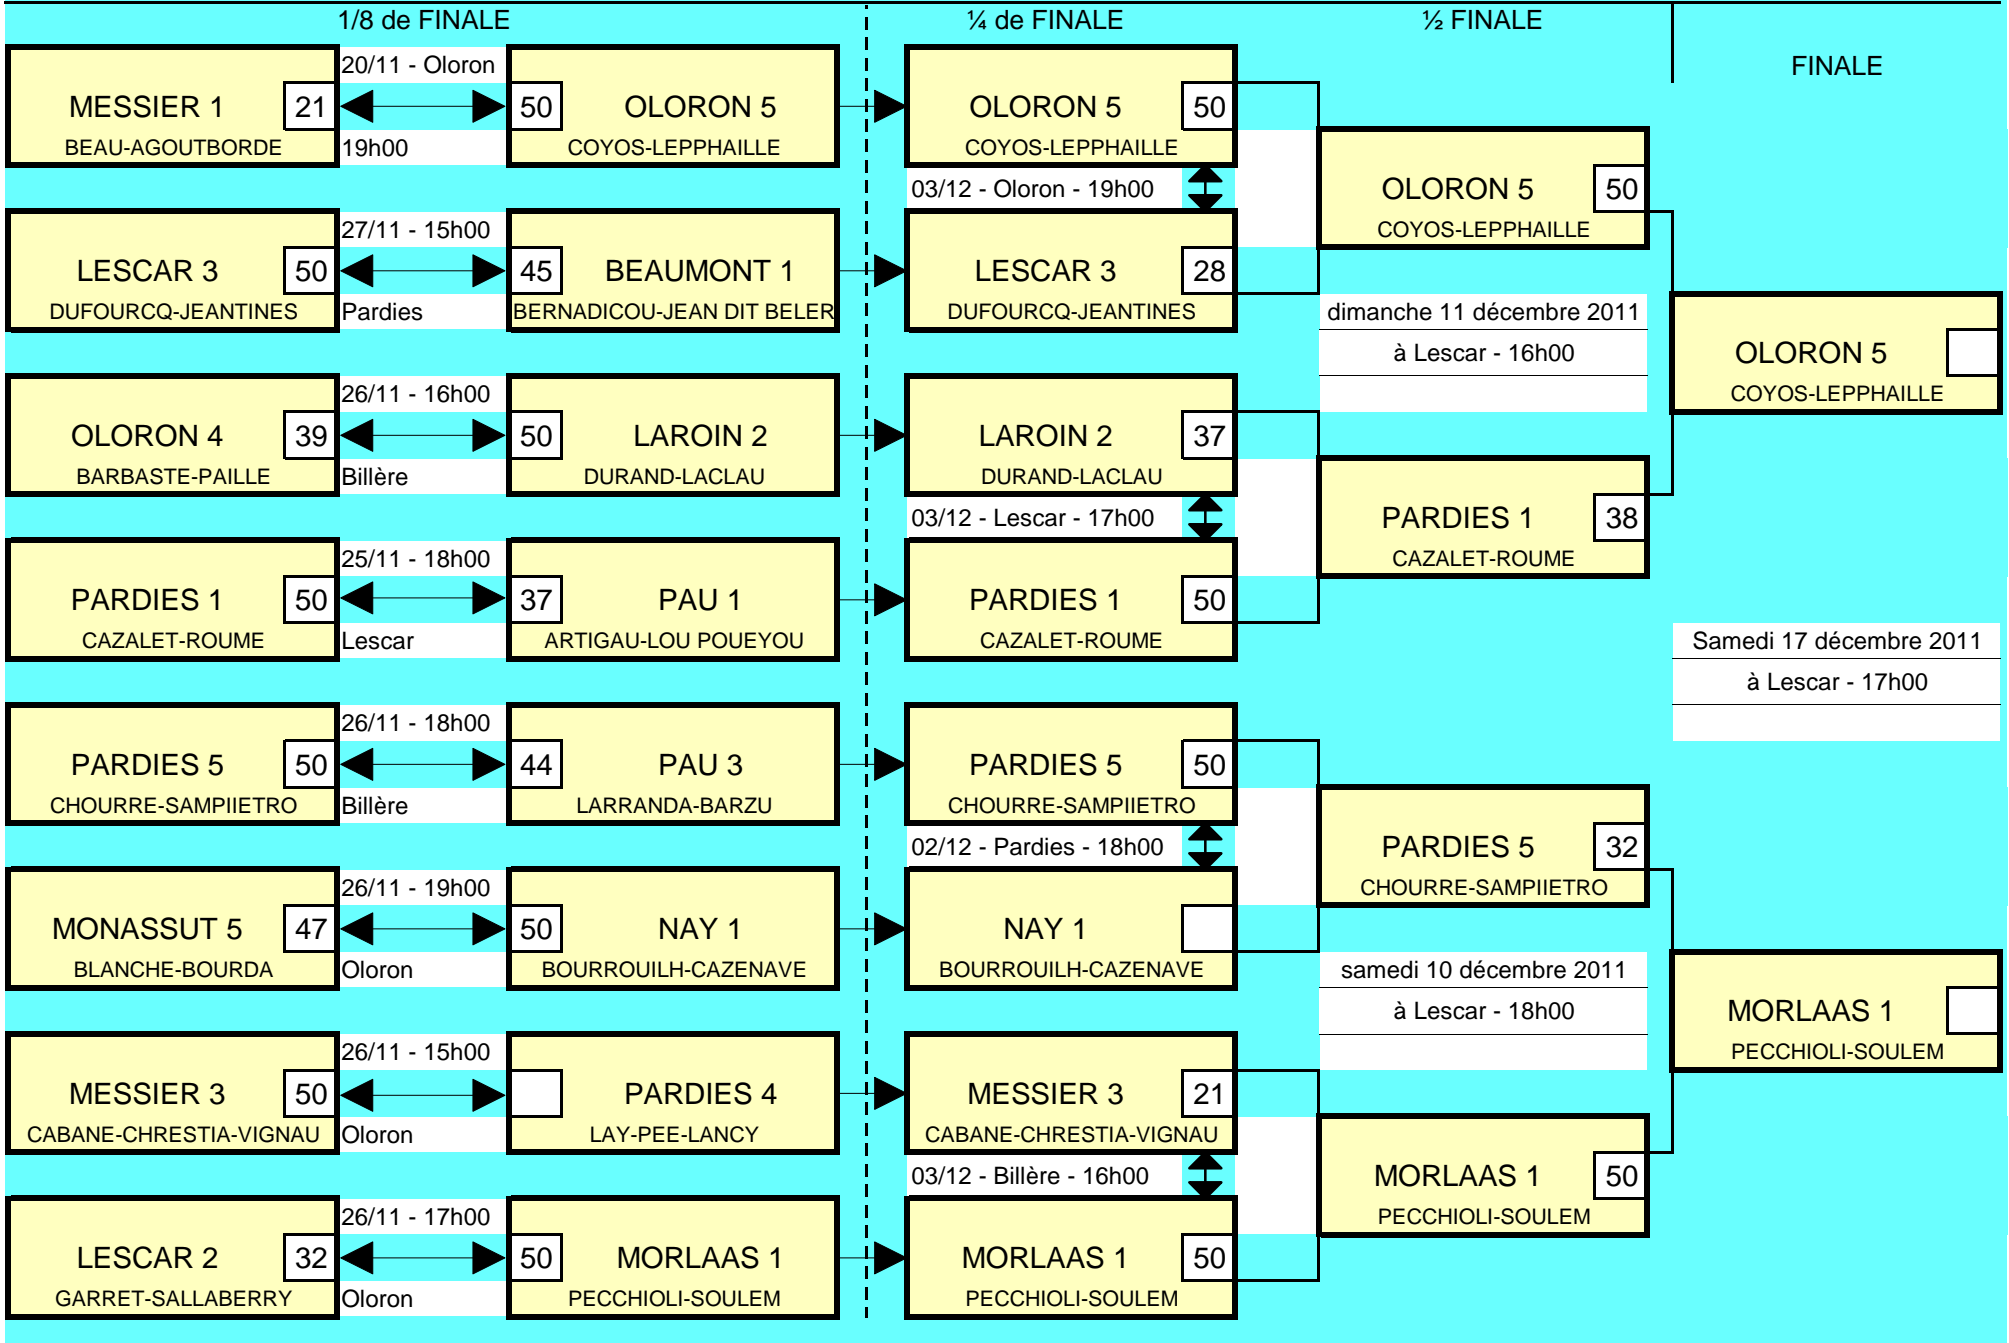 1/8 de FINALE
¼ de FINALE
½ FINALE
FINALE
20/11 - Oloron
MESSIER 1
21
50
OLORON 5
BEAU-AGOUTBORDE
19h00
COYOS-LEPPHAILLE
27/11 - 15h00
LESCAR 3
50
45
BEAUMONT 1
DUFOURCQ-JEANTINES
Pardies
BERNADICOU-JEAN DIT BELER
26/11 - 16h00
OLORON 4
39
50
LAROIN 2
BARBASTE-PAILLE
Billère
DURAND-LACLAU
25/11 - 18h00
PARDIES 1
50
37
PAU 1
CAZALET-ROUME
Lescar
ARTIGAU-LOU POUEYOU
26/11 - 18h00
PARDIES 5
50
44
PAU 3
CHOURRE-SAMPIIETRO
Billère
LARRANDA-BARZU
26/11 - 19h00
MONASSUT 5
47
50
NAY 1
BLANCHE-BOURDA
Oloron
BOURROUILH-CAZENAVE
26/11 - 15h00
MESSIER 3
50
PARDIES 4
CABANE-CHRESTIA-VIGNAU
Oloron
LAY-PEE-LANCY
26/11 - 17h00
LESCAR 2
32
50
MORLAAS 1
GARRET-SALLABERRY
Oloron
PECCHIOLI-SOULEM
OLORON 5
50
COYOS-LEPPHAILLE
03/12 - Oloron - 19h00
LESCAR 3
28
DUFOURCQ-JEANTINES
LAROIN 2
37
DURAND-LACLAU
03/12 - Lescar - 17h00
PARDIES 1
50
CAZALET-ROUME
PARDIES 5
50
CHOURRE-SAMPIIETRO
02/12 - Pardies - 18h00
NAY 1
BOURROUILH-CAZENAVE
MESSIER 3
21
CABANE-CHRESTIA-VIGNAU
03/12 - Billère - 16h00
MORLAAS 1
50
PECCHIOLI-SOULEM
OLORON 5
50
COYOS-LEPPHAILLE
dimanche 11 décembre 2011
à Lescar - 16h00
PARDIES 1
38
CAZALET-ROUME
PARDIES 5
32
CHOURRE-SAMPIIETRO
samedi 10 décembre 2011
à Lescar - 18h00
MORLAAS 1
50
PECCHIOLI-SOULEM
OLORON 5
COYOS-LEPPHAILLE
Samedi 17 décembre 2011
à Lescar - 17h00
MORLAAS 1
PECCHIOLI-SOULEM